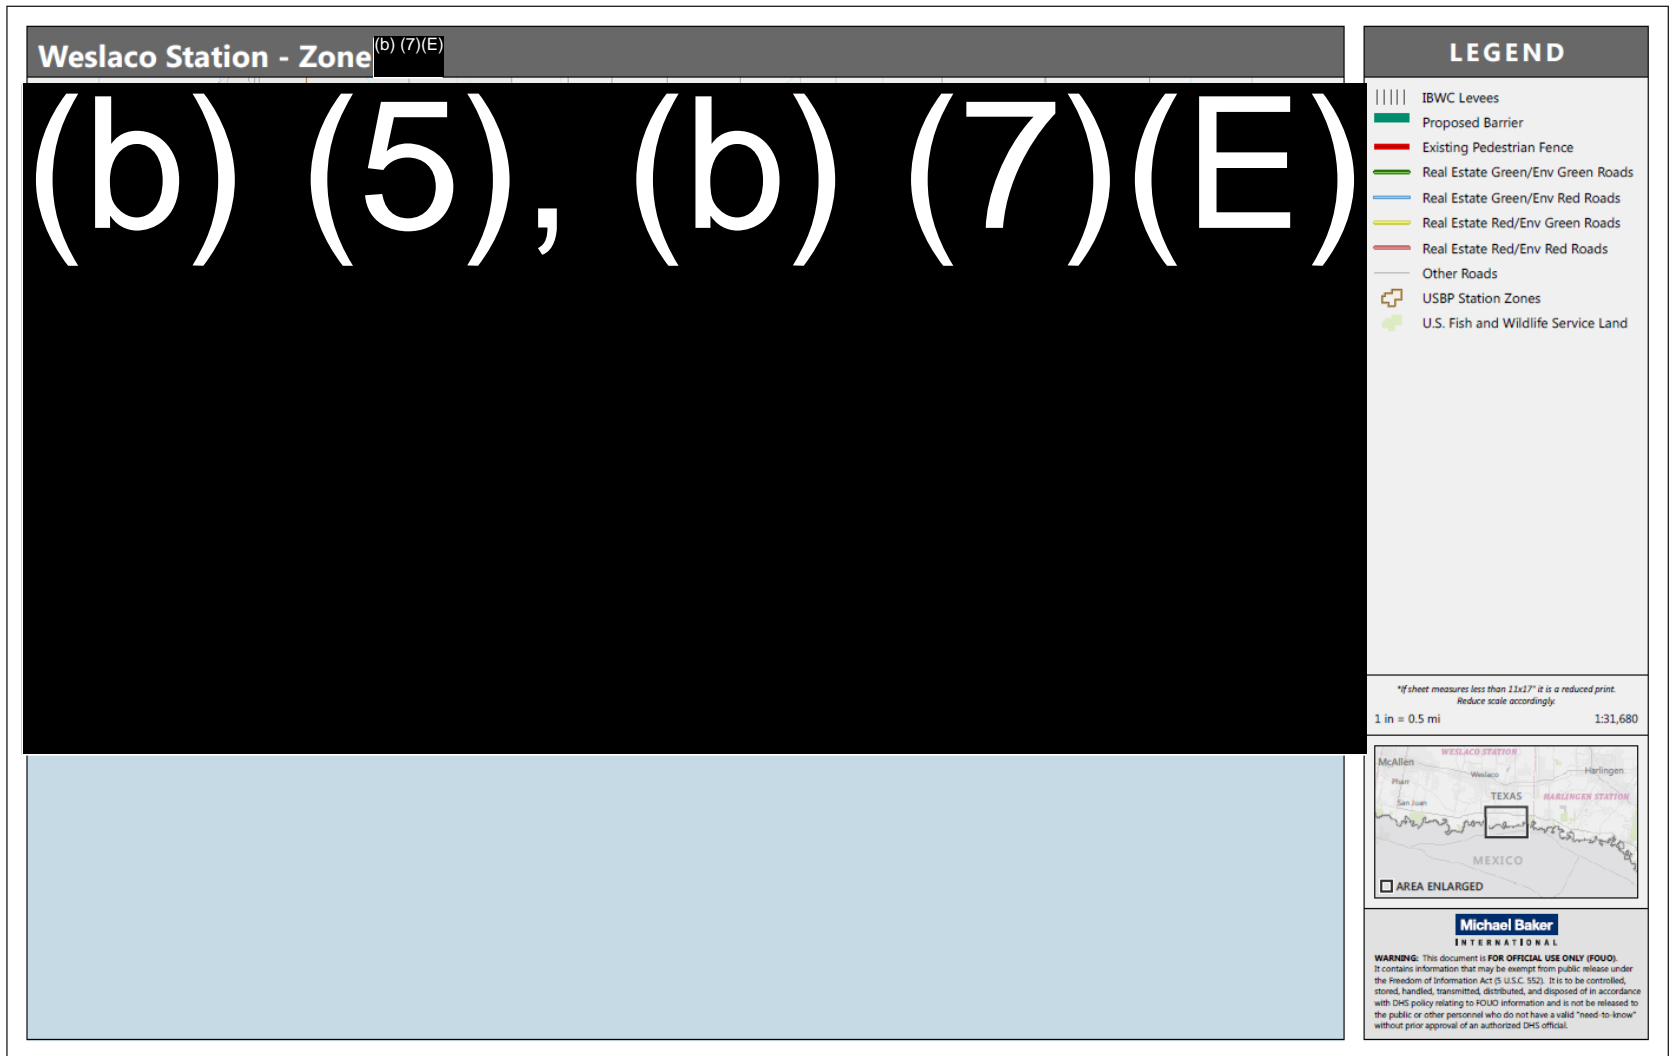 Weslaco Station - Zone (b) (7)(E)
(b) (5), (b) (7)(E)
LEGEND
IBWC Levees
Proposed Barrier
Existing Pedestrian Fence
Real Estate Green/Env Green Roads
Real Estate Green/Env Red Roads
Real Estate Red/Env Green Roads
Real Estate Red/Env Red Roads
Other Roads
USBP Station Zones
U.S. Fish and Wildlife Service Land
*If sheet measures less than 11x17" it is a reduced print.
Reduce scale accordingly.
1 in = 0.5 mi 1:31,680
WESLACO STATION
McAllen
Weslaco
Harlingen
Pharr
TEXAS
HARLINGEN STATION
San Juan
MEXICO
AREA ENLARGED
Michael Baker
INTERNATIONAL
WARNING: This document is FOR OFFICIAL USE ONLY (FOUO).
It contains information that may be exempt from public release under
the Freedom of Information Act (5 U.S.C. 552). It is to be controlled,
stored, handled, transmitted, distributed, and disposed of in accordance
with DHS policy relating to FOUO information and is not be released to
the public or other personnel who do not have a valid "need-to-know"
without prior approval of an authorized DHS official.